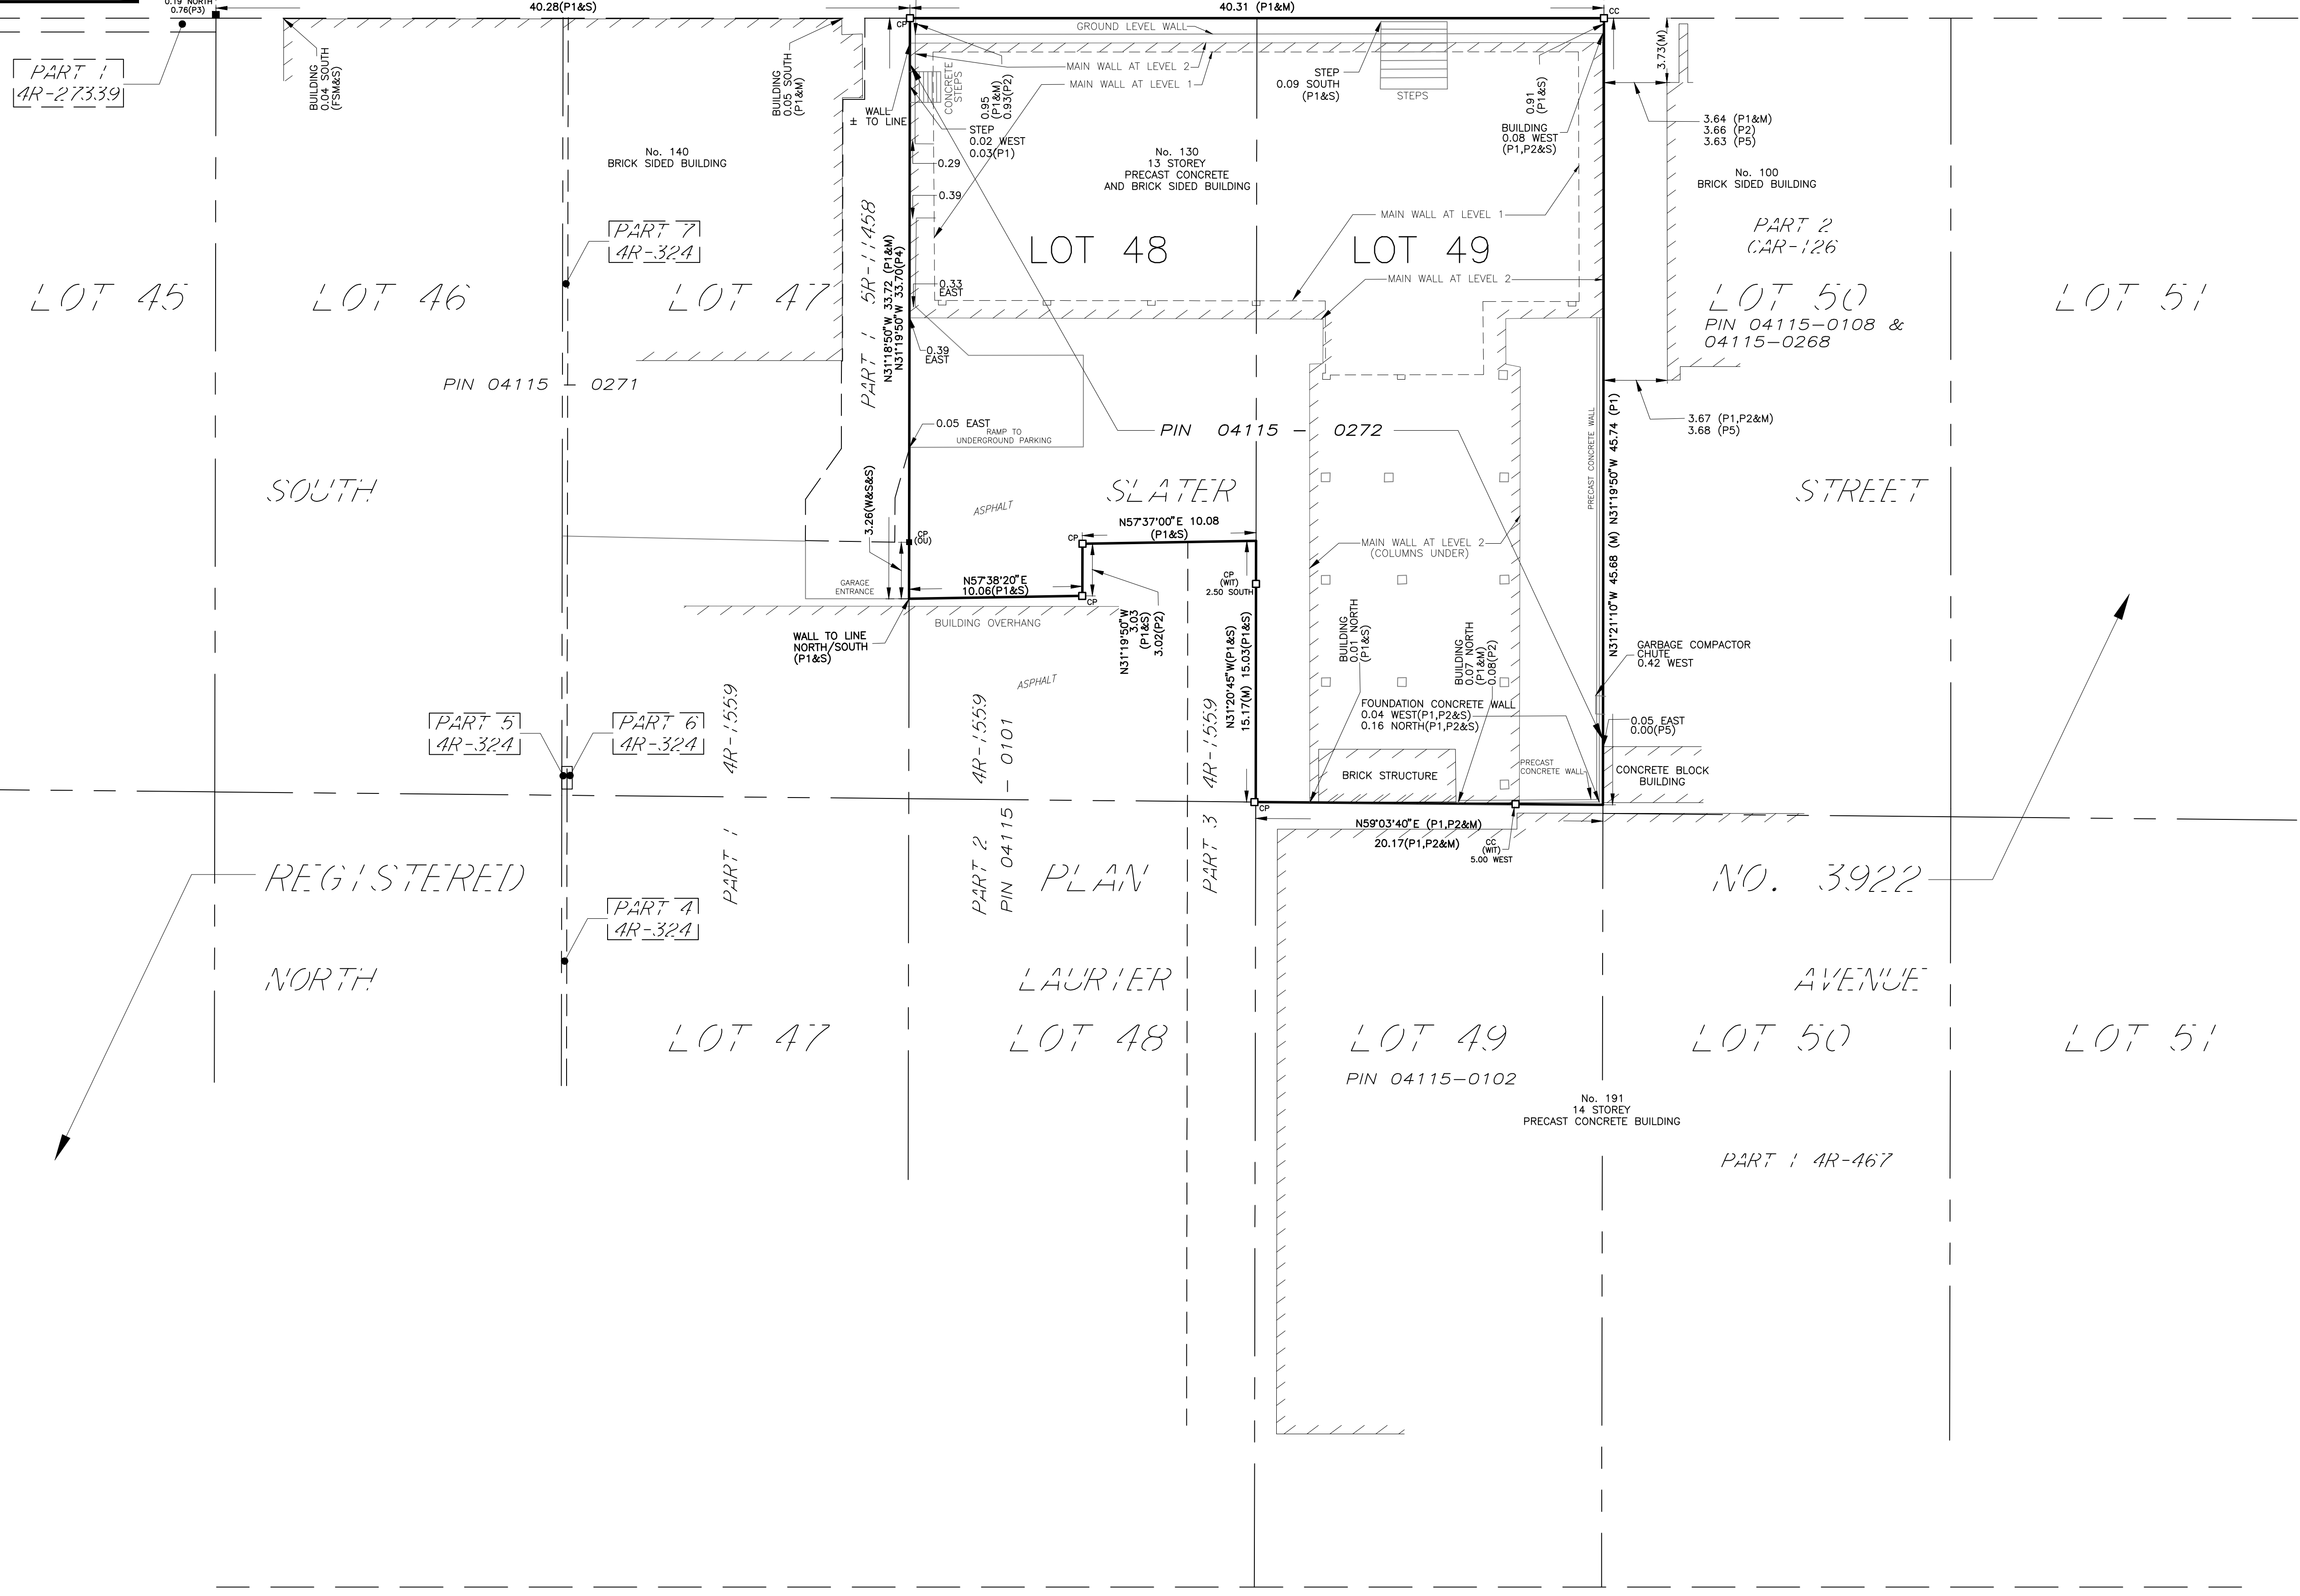 0.19 NORTH
0.76(P3)
40.28(P1&S)
40.31 (P1&M)
CP
CC
PART 1
4R-27339
BUILDING
0.04 SOUTH
(FSM&S)
BUILDING
0.05 SOUTH
(P1&M)
WALL
± TO LINE
CONCRETE
STEPS
0.95
(P1&M)
0.93(P2)
GROUND LEVEL WALL
MAIN WALL AT LEVEL 2
MAIN WALL AT LEVEL 1
STEP
0.09 SOUTH
(P1&S)
STEPS
0.91
(P1&S)
3.73(M)
STEP
0.02 WEST
0.03(P1)
0.29
0.39
No. 140
BRICK SIDED BUILDING
No. 130
13 STOREY
PRECAST CONCRETE
AND BRICK SIDED BUILDING
BUILDING
0.08 WEST
(P1,P2&S)
3.64 (P1&M)
3.66 (P2)
3.63 (P5)
No. 100
BRICK SIDED BUILDING
PART 2
CAR-126
PART 7
4R-324
PART 1 5R-11458
N31°18'50"W 33.72 (P1&M)
N31°19'50"W 33.70(P4)
LOT 48
LOT 49
MAIN WALL AT LEVEL 1
MAIN WALL AT LEVEL 2
LOT 45
LOT 46
LOT 47
0.33
EAST
0.39
EAST
LOT 50
PIN 04115-0108 &
04115-0268
LOT 51
PIN 04115 - 0271
0.05 EAST
RAMP TO
UNDERGROUND PARKING
PIN 04115 - 0272
PRECAST CONCRETE WALL
N31°21'10"W 45.68 (M) N31°19'50"W 45.74 (P1)
3.67 (P1,P2&M)
3.68 (P5)
SOUTH
SLATER
STREET
3.26(W&S&S)
ASPHALT
CP
(OU)
CP
N57°37'00"E 10.08
(P1&S)
MAIN WALL AT LEVEL 2
(COLUMNS UNDER)
GARAGE
ENTRANCE
N57°38'20"E
10.06(P1&S)
CP
CP
(WIT)
2.50 SOUTH
BUILDING OVERHANG
WALL TO LINE
NORTH/SOUTH
(P1&S)
N31°19'50"W
3.03
(P1&S)
3.02(P2)
N31°20'45"W(P1&S)
15.17(M) 15.03(P1&S)
BUILDING
0.01 NORTH
(P1&S)
BUILDING
0.07 NORTH
(P1&M)
0.08(P2)
GARBAGE COMPACTOR
CHUTE
0.42 WEST
ASPHALT
FOUNDATION CONCRETE WALL
0.04 WEST(P1,P2&S)
0.16 NORTH(P1,P2&S)
0.05 EAST
0.00(P5)
PART 5
4R-324
PART 6
4R-324
PART 1 4R-1559
PART 2 4R-1559
PIN 04115 - 0101
PART 3 4R-1559
BRICK STRUCTURE
PRECAST
CONCRETE WALL
CONCRETE BLOCK
BUILDING
CP
N59°03'40"E (P1,P2&M)
20.17(P1,P2&M)
CC
(WIT)
5.00 WEST
REGISTERED
PLAN
NO. 3922
PART 4
4R-324
NORTH
LAURIER
AVENUE
LOT 47
LOT 48
LOT 49
LOT 50
LOT 51
PIN 04115-0102
No. 191
14 STOREY
PRECAST CONCRETE BUILDING
PART 1 4R-467